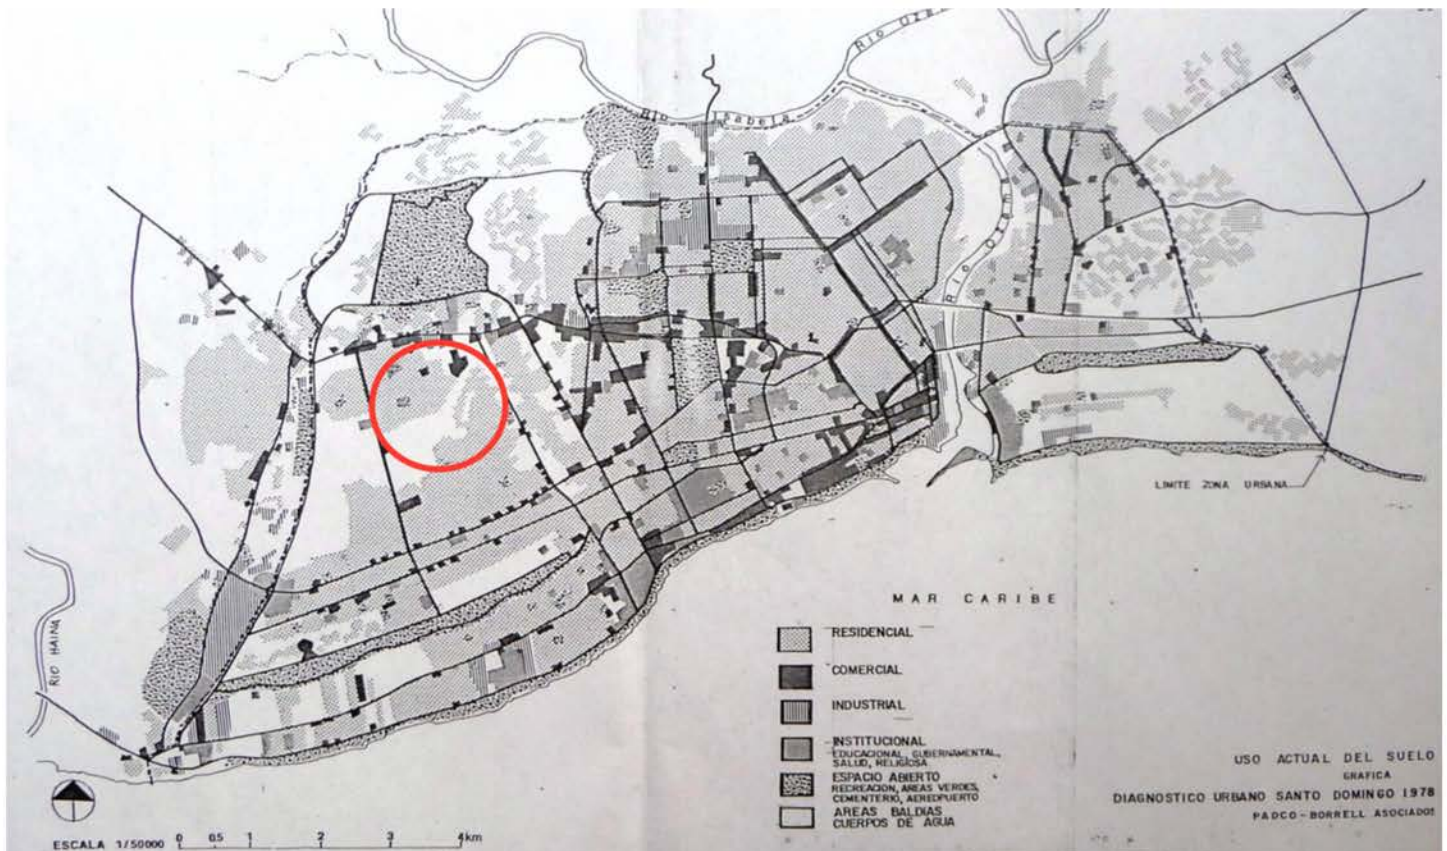 RIO OZAMA
Río Isabela
RIO OZAMA
LIMITE ZONA URBANA
RIO HAINA
MAR CARIBE
RESIDENCIAL
COMERCIAL
INDUSTRIAL
INSTITUCIONAL
EDUCACIONAL, GUBERNAMENTAL,
SALUD, RELIGIOSA.
ESPACIO ABIERTO
RECREACION, AREAS VERDES,
CEMENTERIO, AEREOPUERTO
AREAS BALDIAS
CUERPOS DE AGUA
USO ACTUAL DEL SUELO
GRAFICA
DIAGNOSTICO URBANO SANTO DOMINGO 1978
PADCO-BORRELL ASOCIADOS
ESCALA 1/50000 0 0.5 1 2 3 4km